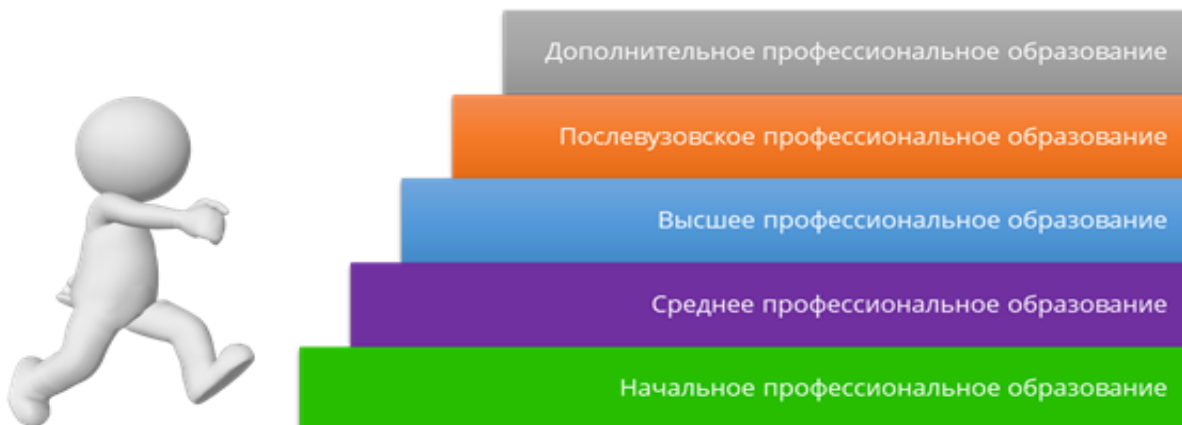 Дополнительное профессиональное образование
Послевузовское профессиональное образование
Высшее профессиональное образование
Среднее профессиональное образование
Начальное профессиональное образование